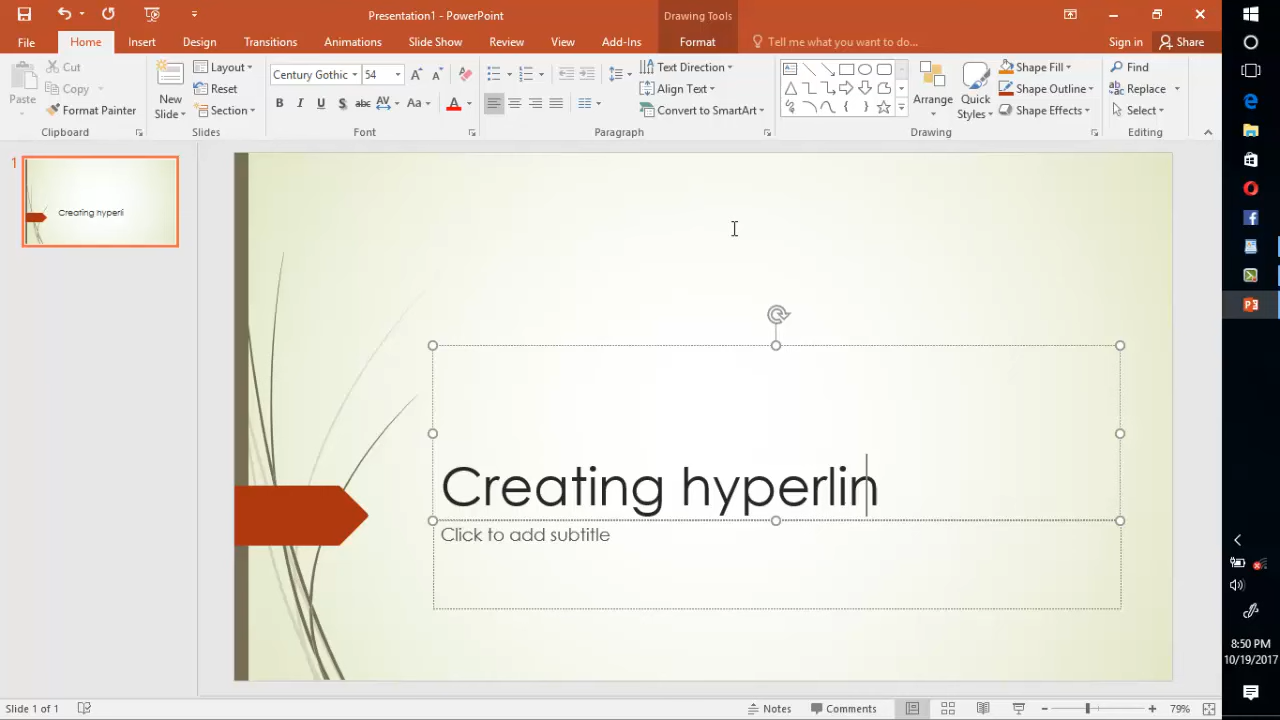 Presentation1 - PowerPoint
Drawing Tools
File Home Insert Design Transitions Animations Slide Show Review View Add-Ins Format Tell me what you want to do... Sign in Share
Paste
Cut
Copy
Format Painter
Clipboard
New Slide
Layout
Reset
Section
Slides
Century Gothic 54
B I U S abc AV Aa A
Font
Text Direction
Align Text
Convert to SmartArt
Paragraph
Arrange
Quick Styles
Shape Fill
Shape Outline
Shape Effects
Drawing
Find
Replace
Select
Editing
1
Creating hyperli
Creating hyperlin
Click to add subtitle
8:50 PM
10/19/2017
Slide 1 of 1
Notes Comments 79%